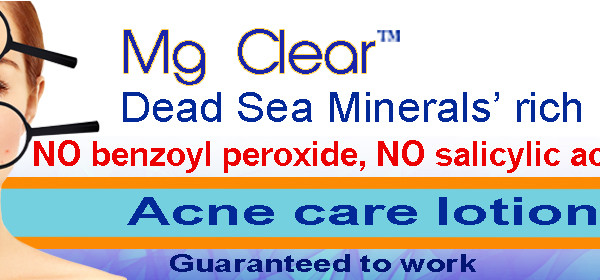 Mg Clear™
Dead Sea Minerals' rich
NO benzoyl peroxide, NO salicylic ac
Acne care lotion
Guaranteed to work